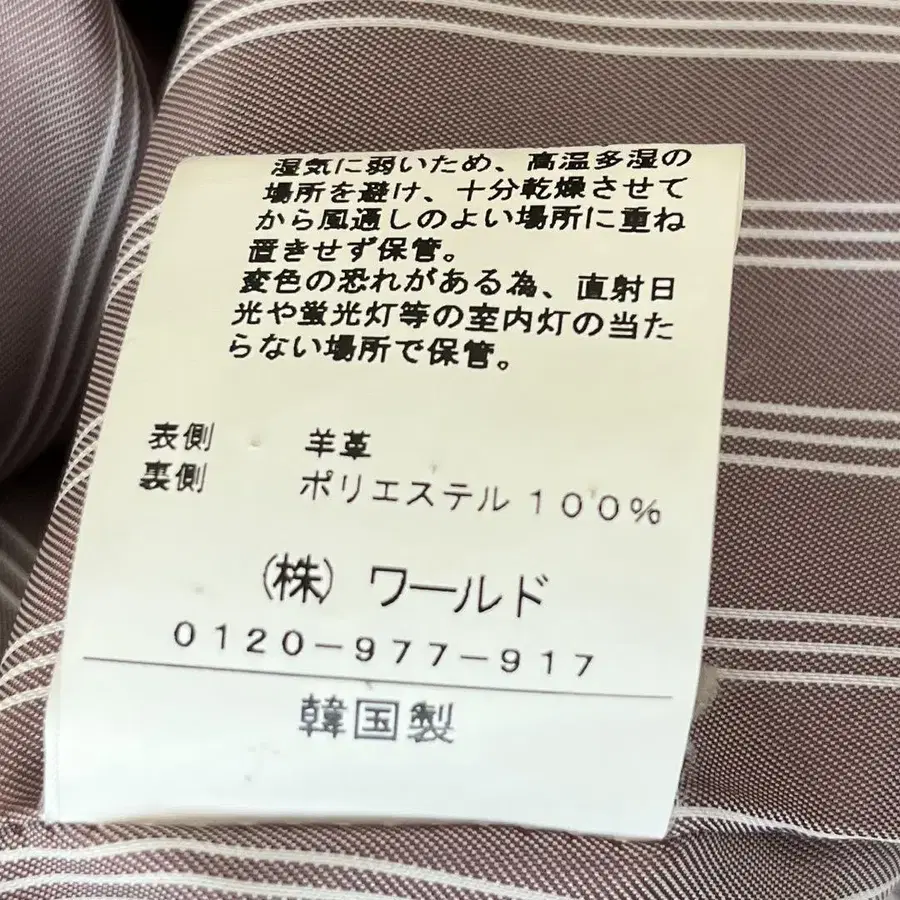 湿気に弱いため、高温多湿の
場所を避け、十分乾燥させて
から風通しのよい場所に重ね
置きせず保管。
変色の恐れがある為、直射日
光や蛍光灯等の室内灯の当た
らない場所で保管。
表側 羊革
裏側 ポリエステル100%
(株)ワールド
0120-977-917
韓国製